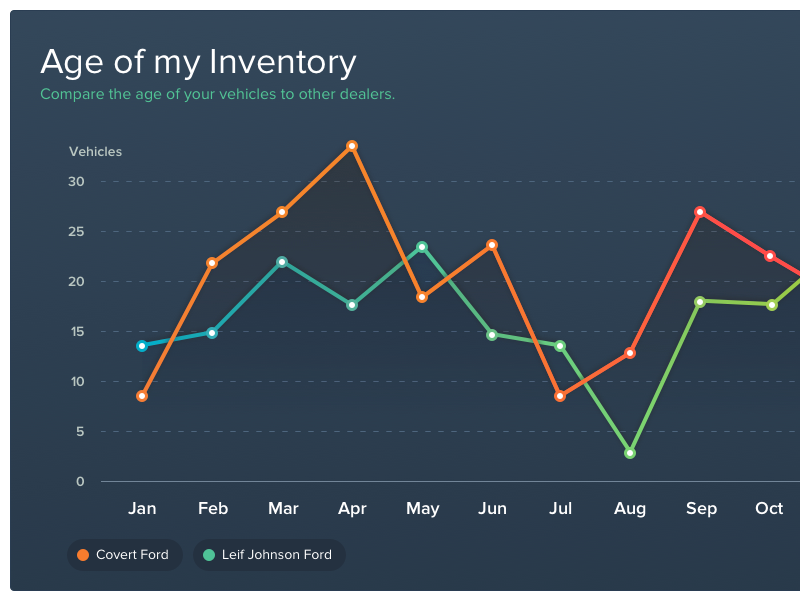 Age of my Inventory
Compare the age of your vehicles to other dealers.
Vehicles
30
25
20
15
10
5
0
Jan Feb Mar Apr May Jun Jul Aug Sep Oct
Covert Ford Leif Johnson Ford